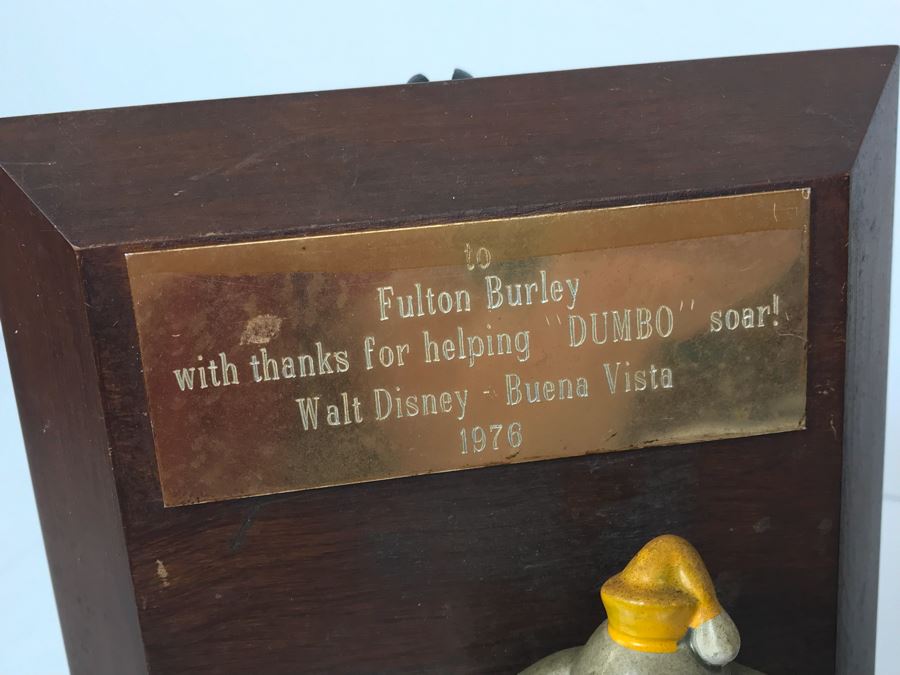 to
Fulton Burley
with thanks for helping "DUMBO" soar!
Walt Disney - Buena Vista
1976